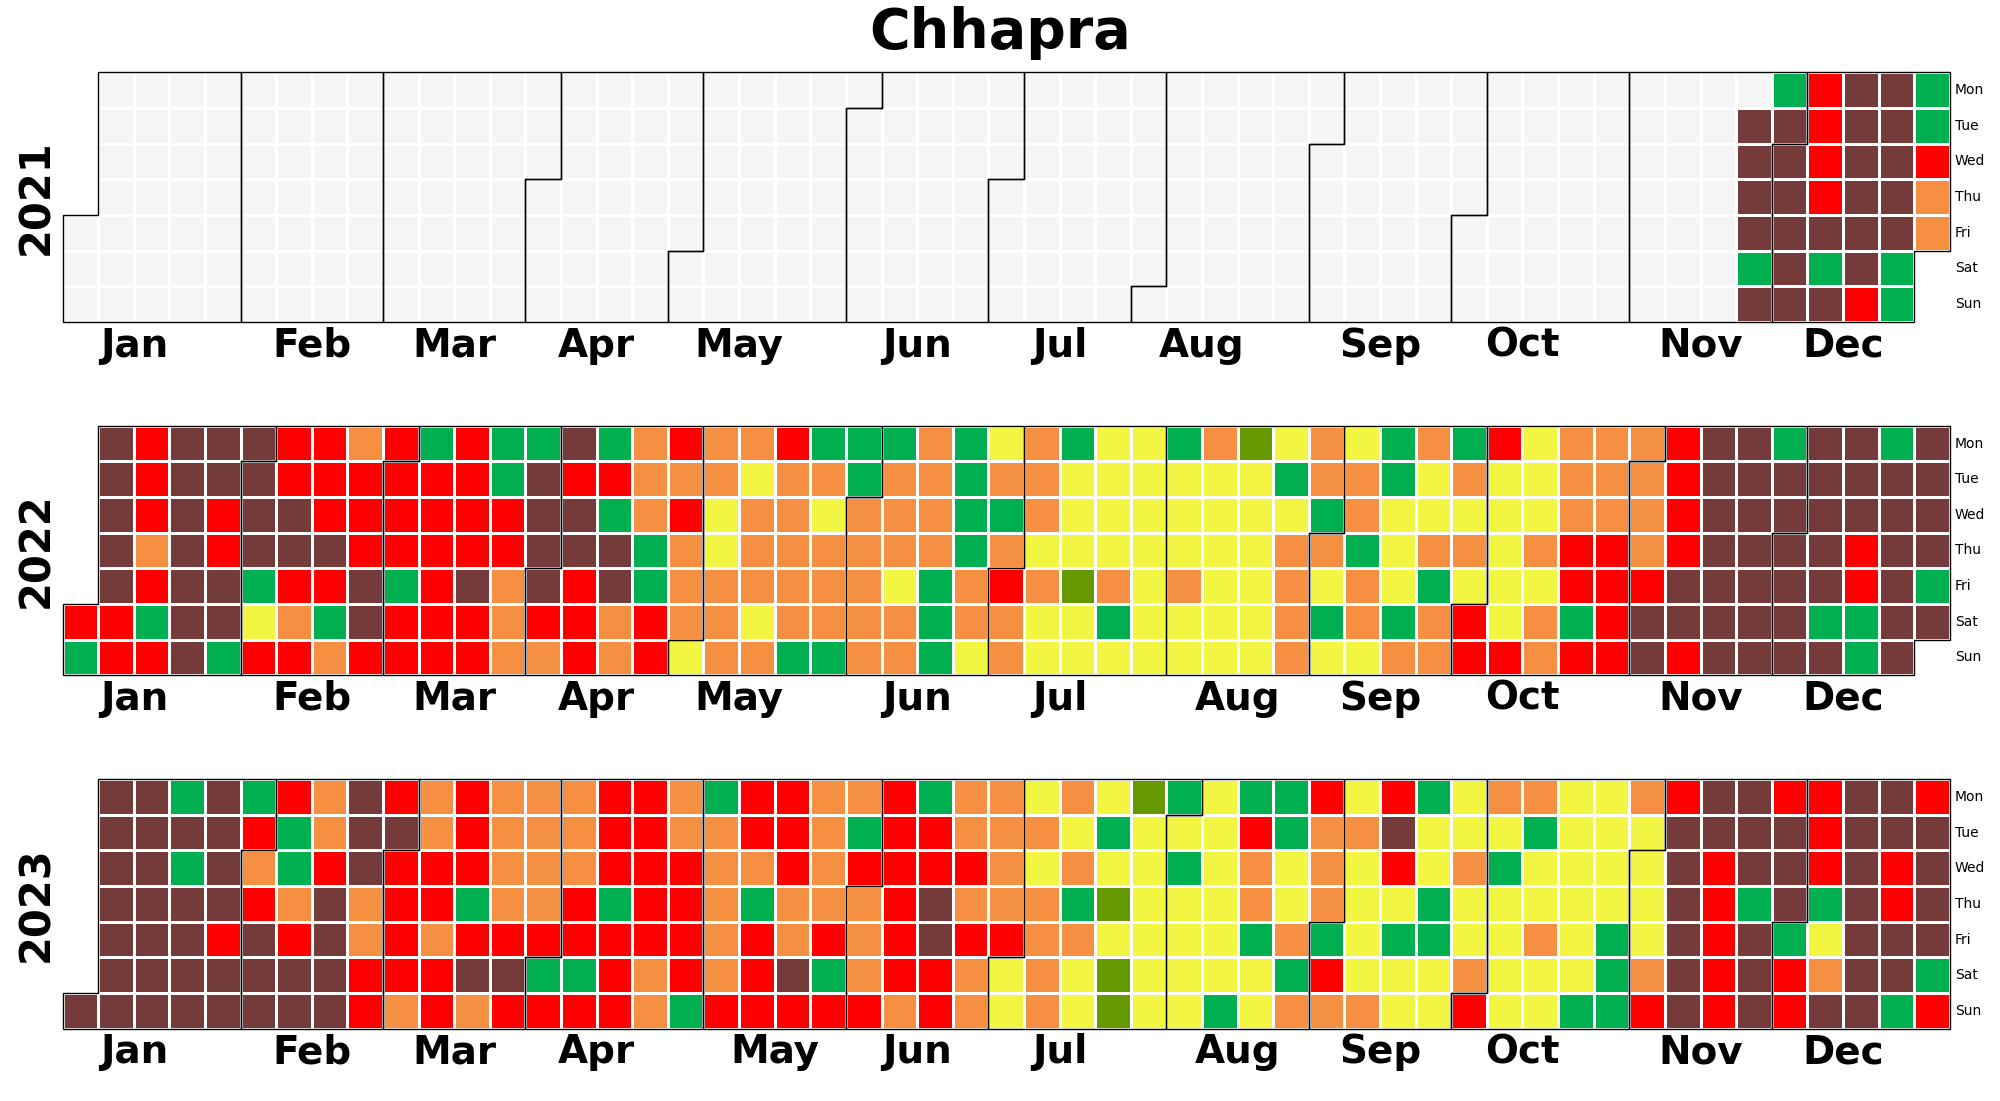 Chhapra
2021
Mon
Tue
Wed
Thu
Fri
Sat
Sun
Jan Feb Mar Apr May Jun Jul Aug Sep Oct Nov Dec
2022
Mon
Tue
Wed
Thu
Fri
Sat
Sun
Jan Feb Mar Apr May Jun Jul Aug Sep Oct Nov Dec
2023
Mon
Tue
Wed
Thu
Fri
Sat
Sun
Jan Feb Mar Apr May Jun Jul Aug Sep Oct Nov Dec